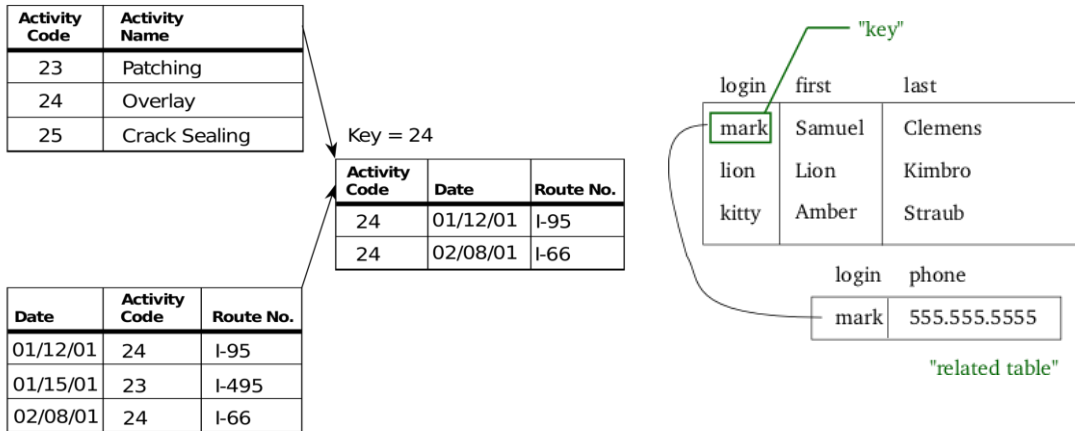 Activity Code Activity Name
23 Patching
24 Overlay
25 Crack Sealing
Key = 24
Activity Code Date Route No.
24 01/12/01 I-95
24 02/08/01 I-66
Date Activity Code Route No.
01/12/01 24 I-95
01/15/01 23 I-495
02/08/01 24 I-66
"key"
login first last
mark Samuel Clemens
lion Lion Kimbro
kitty Amber Straub
login phone
mark 555.555.5555
"related table"